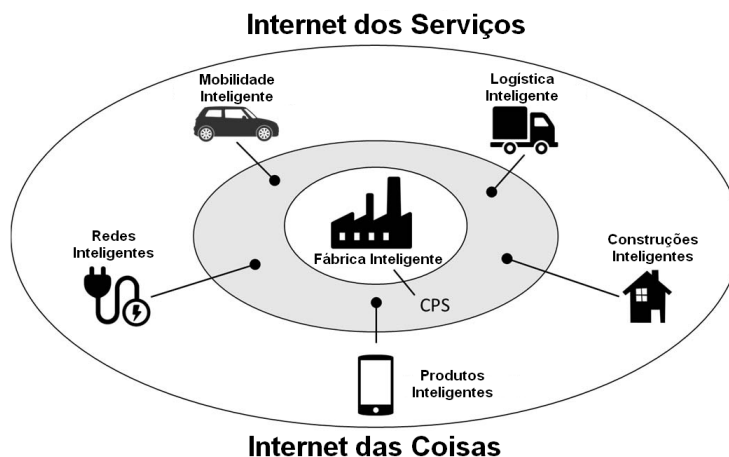 Internet dos Serviços
Mobilidade
Inteligente
Logística
Inteligente
Redes
Inteligentes
Fábrica Inteligente
CPS
Construções
Inteligentes
Produtos
Inteligentes
Internet das Coisas